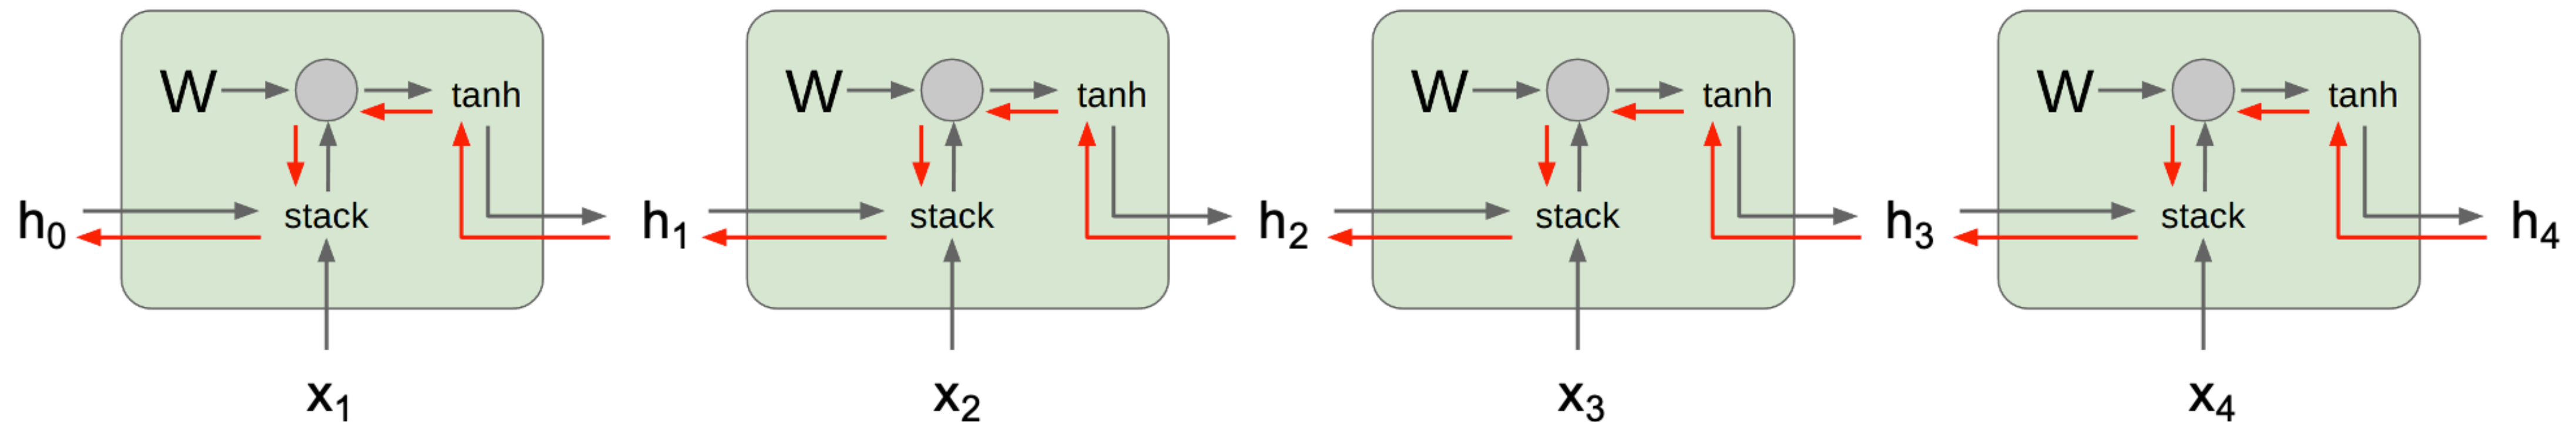 W tanh W tanh W tanh W tanh
h₀ stack h₁ stack h₂ stack h₃ stack h₄
x₁ x₂ x₃ x₄